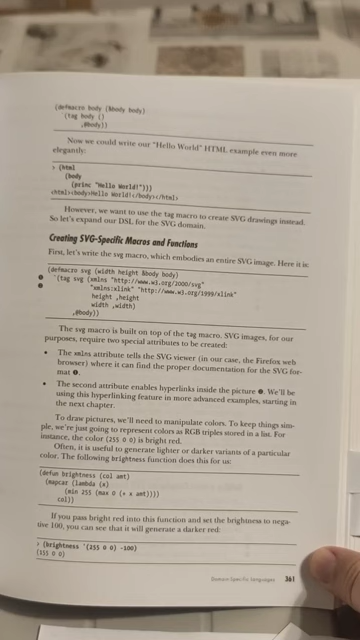 (defmacro body (&body body)
`(tag body ()
,@body))
Now we could write our "Hello World" HTML example even more
elegantly:
> (html
(body
(princ "Hello World!")))
<html><body>Hello World!</body></html>
However, we want to use the tag macro to create SVG drawings instead.
So let's expand our DSL for the SVG domain.
Creating SVG-Specific Macros and Functions
First, let's write the svg macro, which embodies an entire SVG image. Here it is:
(defmacro svg (width height &body body)
❶ `(tag svg (xmlns "http://www.w3.org/2000/svg"
❷ "xmlns:xlink" "http://www.w3.org/1999/xlink"
height ,height
width ,width)
,@body))
The svg macro is built on top of the tag macro. SVG images, for our
purposes, require two special attributes to be created:
• The xmlns attribute tells the SVG viewer (in our case, the Firefox web
browser) where it can find the proper documentation for the SVG for-
mat ❶.
• The second attribute enables hyperlinks inside the picture ❷. We'll be
using this hyperlinking feature in more advanced examples, starting in
the next chapter.
To draw pictures, we'll need to manipulate colors. To keep things sim-
ple, we're just going to represent colors as RGB triples stored in a list. For
instance, the color (255 0 0) is bright red.
Often, it is useful to generate lighter or darker variants of a particular
color. The following brightness function does this for us:
(defun brightness (col amt)
(mapcar (lambda (x)
(min 255 (max 0 (+ x amt))))
col))
If you pass bright red into this function and set the brightness to nega-
tive 100, you can see that it will generate a darker red:
> (brightness '(255 0 0) -100)
(155 0 0)
Domain-Specific Languages 361